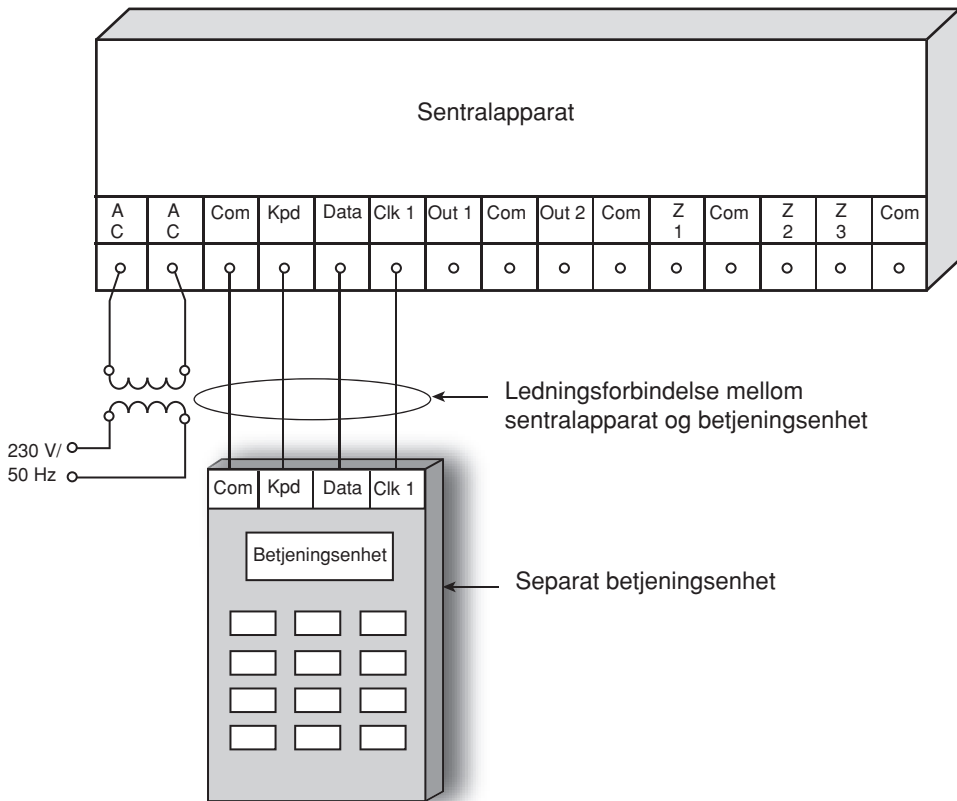 Sentralapparat
A C
A C
Com
Kpd
Data
Clk 1
Out 1
Com
Out 2
Com
Z 1
Com
Z 2
Z 3
Com
Ledningsforbindelse mellom
sentralapparat og betjeningsenhet
230 V/
50 Hz
Com
Kpd
Data
Clk 1
Betjeningsenhet
Separat betjeningsenhet